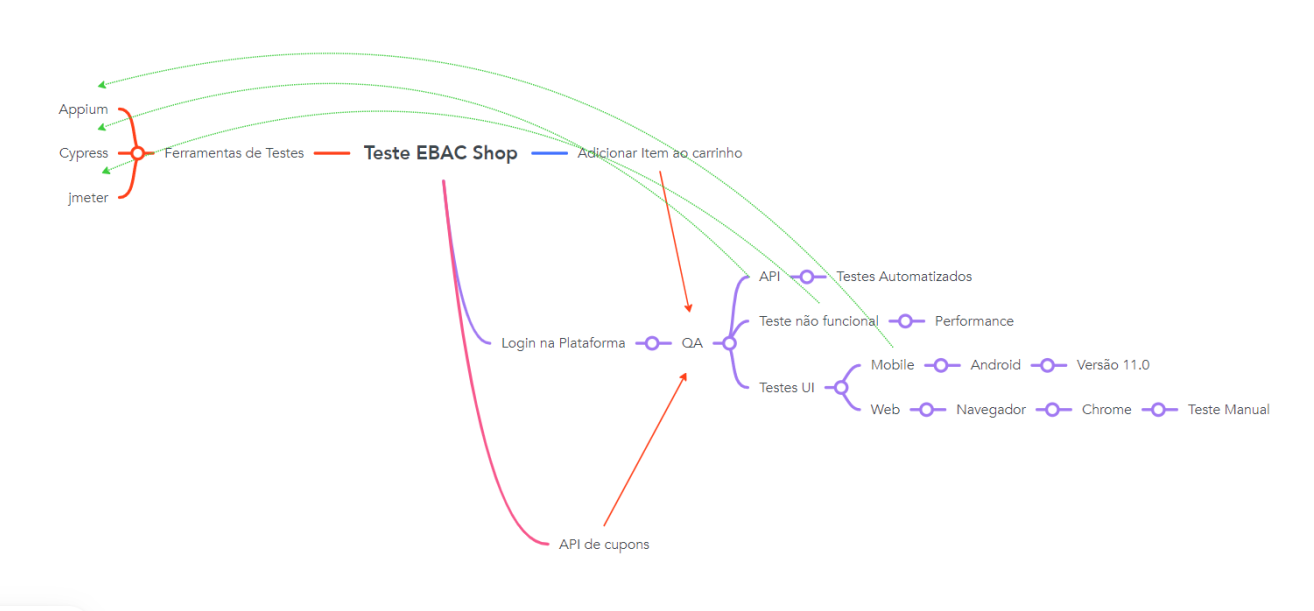 Appium
Cypress
jmeter
Ferramentas de Testes
Teste EBAC Shop
Adicionar Item ao carrinho
Login na Plataforma
QA
API
Testes Automatizados
Teste não funcional
Performance
Testes UI
Mobile
Android
Versão 11.0
Web
Navegador
Chrome
Teste Manual
API de cupons